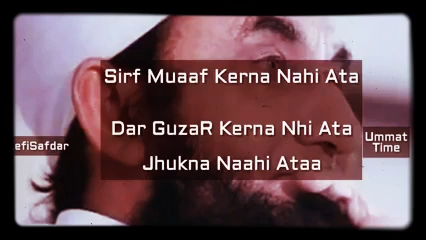 Sirf Muaaf Kerna Nahi Ata
Dar GuzaR Kerna Nhi Ata
Jhukna Naahi Ataa
efiSafdar
Ummat
Time